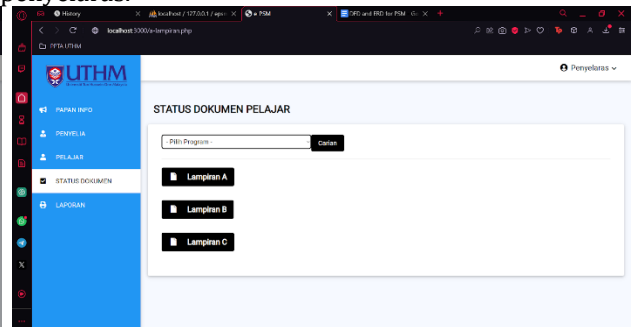 penyelaras.
History
localhost / 127.0.0.1 / epsm
e PSM
DFD and ERD for PSM
localhost:3000/e-lampiran.php
PETA UTHM
UTHM
Penyelaras
PAPAN INFO
STATUS DOKUMEN PELAJAR
PENYELIA
- Pilih Program -
Carian
PELAJAR
Lampiran A
STATUS DOKUMEN
Lampiran B
LAPORAN
Lampiran C